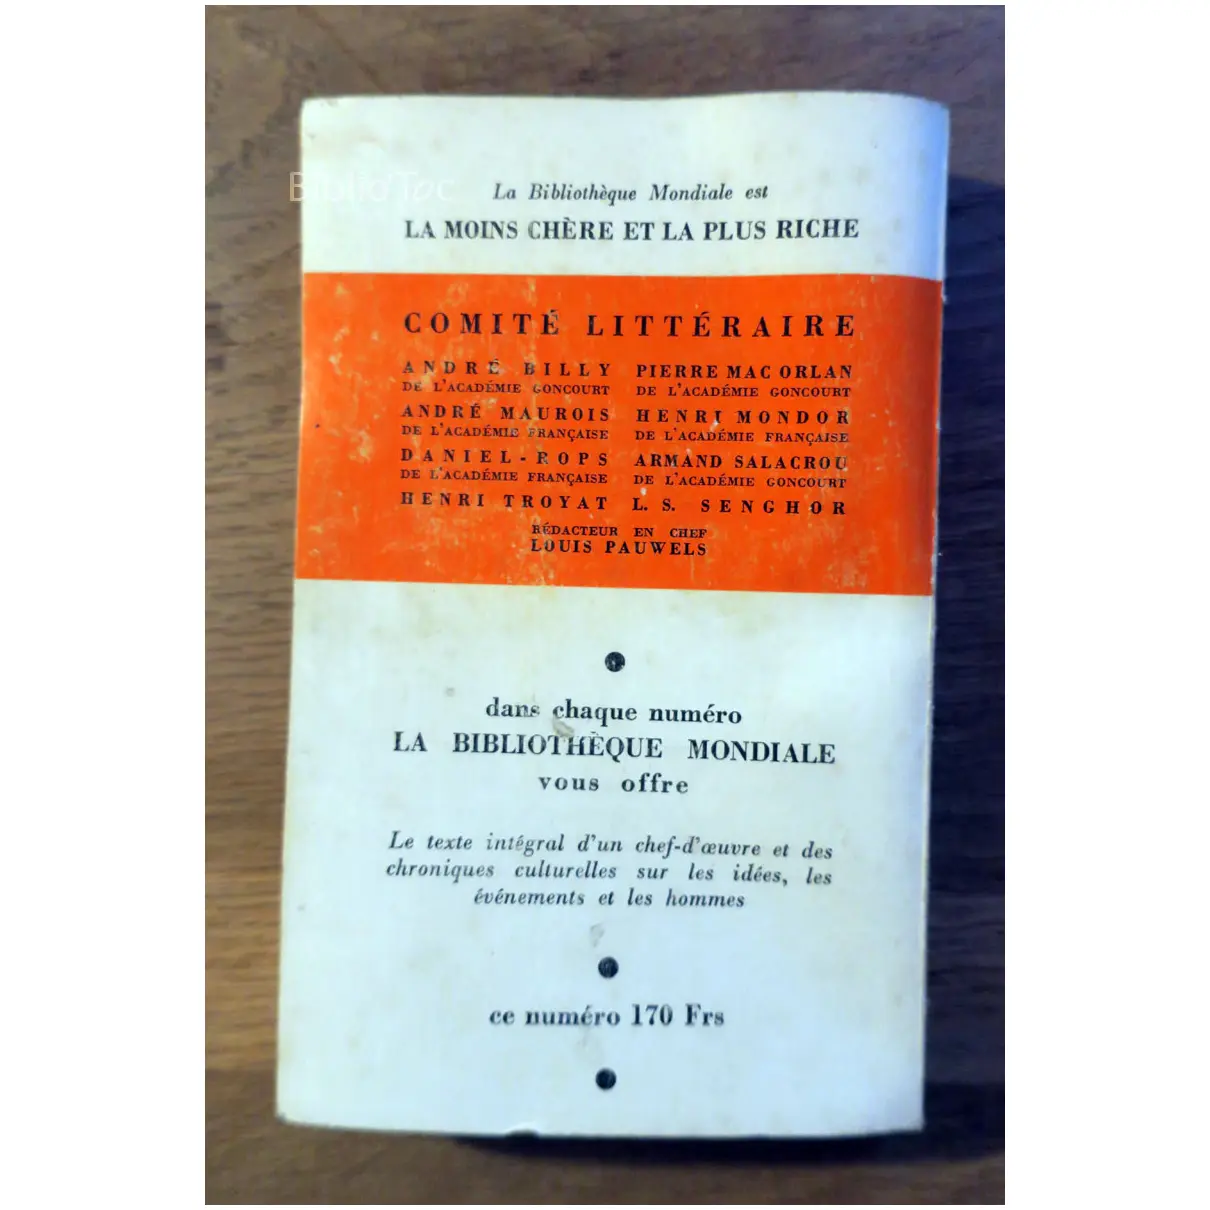 BiblioToc
La Bibliothèque Mondiale est
LA MOINS CHÈRE ET LA PLUS RICHE
COMITÉ LITTÉRAIRE
ANDRÉ BILLY PIERRE MAC ORLAN
DE L'ACADÉMIE GONCOURT DE L'ACADÉMIE GONCOURT
ANDRÉ MAUROIS HENRI MONDOR
DE L'ACADÉMIE FRANÇAISE DE L'ACADÉMIE FRANÇAISE
DANIEL-ROPS ARMAND SALACROU
DE L'ACADÉMIE FRANÇAISE DE L'ACADÉMIE GONCOURT
HENRI TROYAT L. S. SENGHOR
RÉDACTEUR EN CHEF
LOUIS PAUWELS
dans chaque numéro
LA BIBLIOTHÈQUE MONDIALE
vous offre
Le texte intégral d'un chef-d'œuvre et des
chroniques culturelles sur les idées, les
événements et les hommes
ce numéro 170 Frs